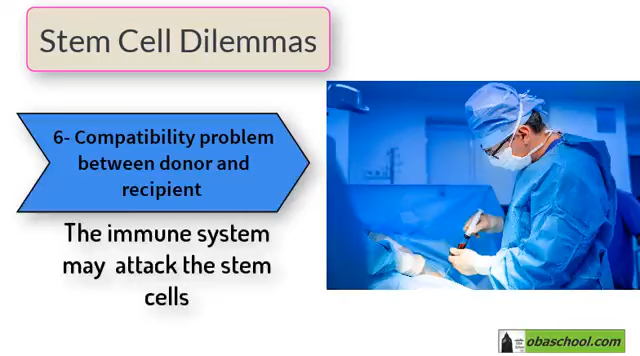 Stem Cell Dilemmas
6- Compatibility problem
between donor and
recipient
The immune system
may attack the stem
cells
obaschool.com